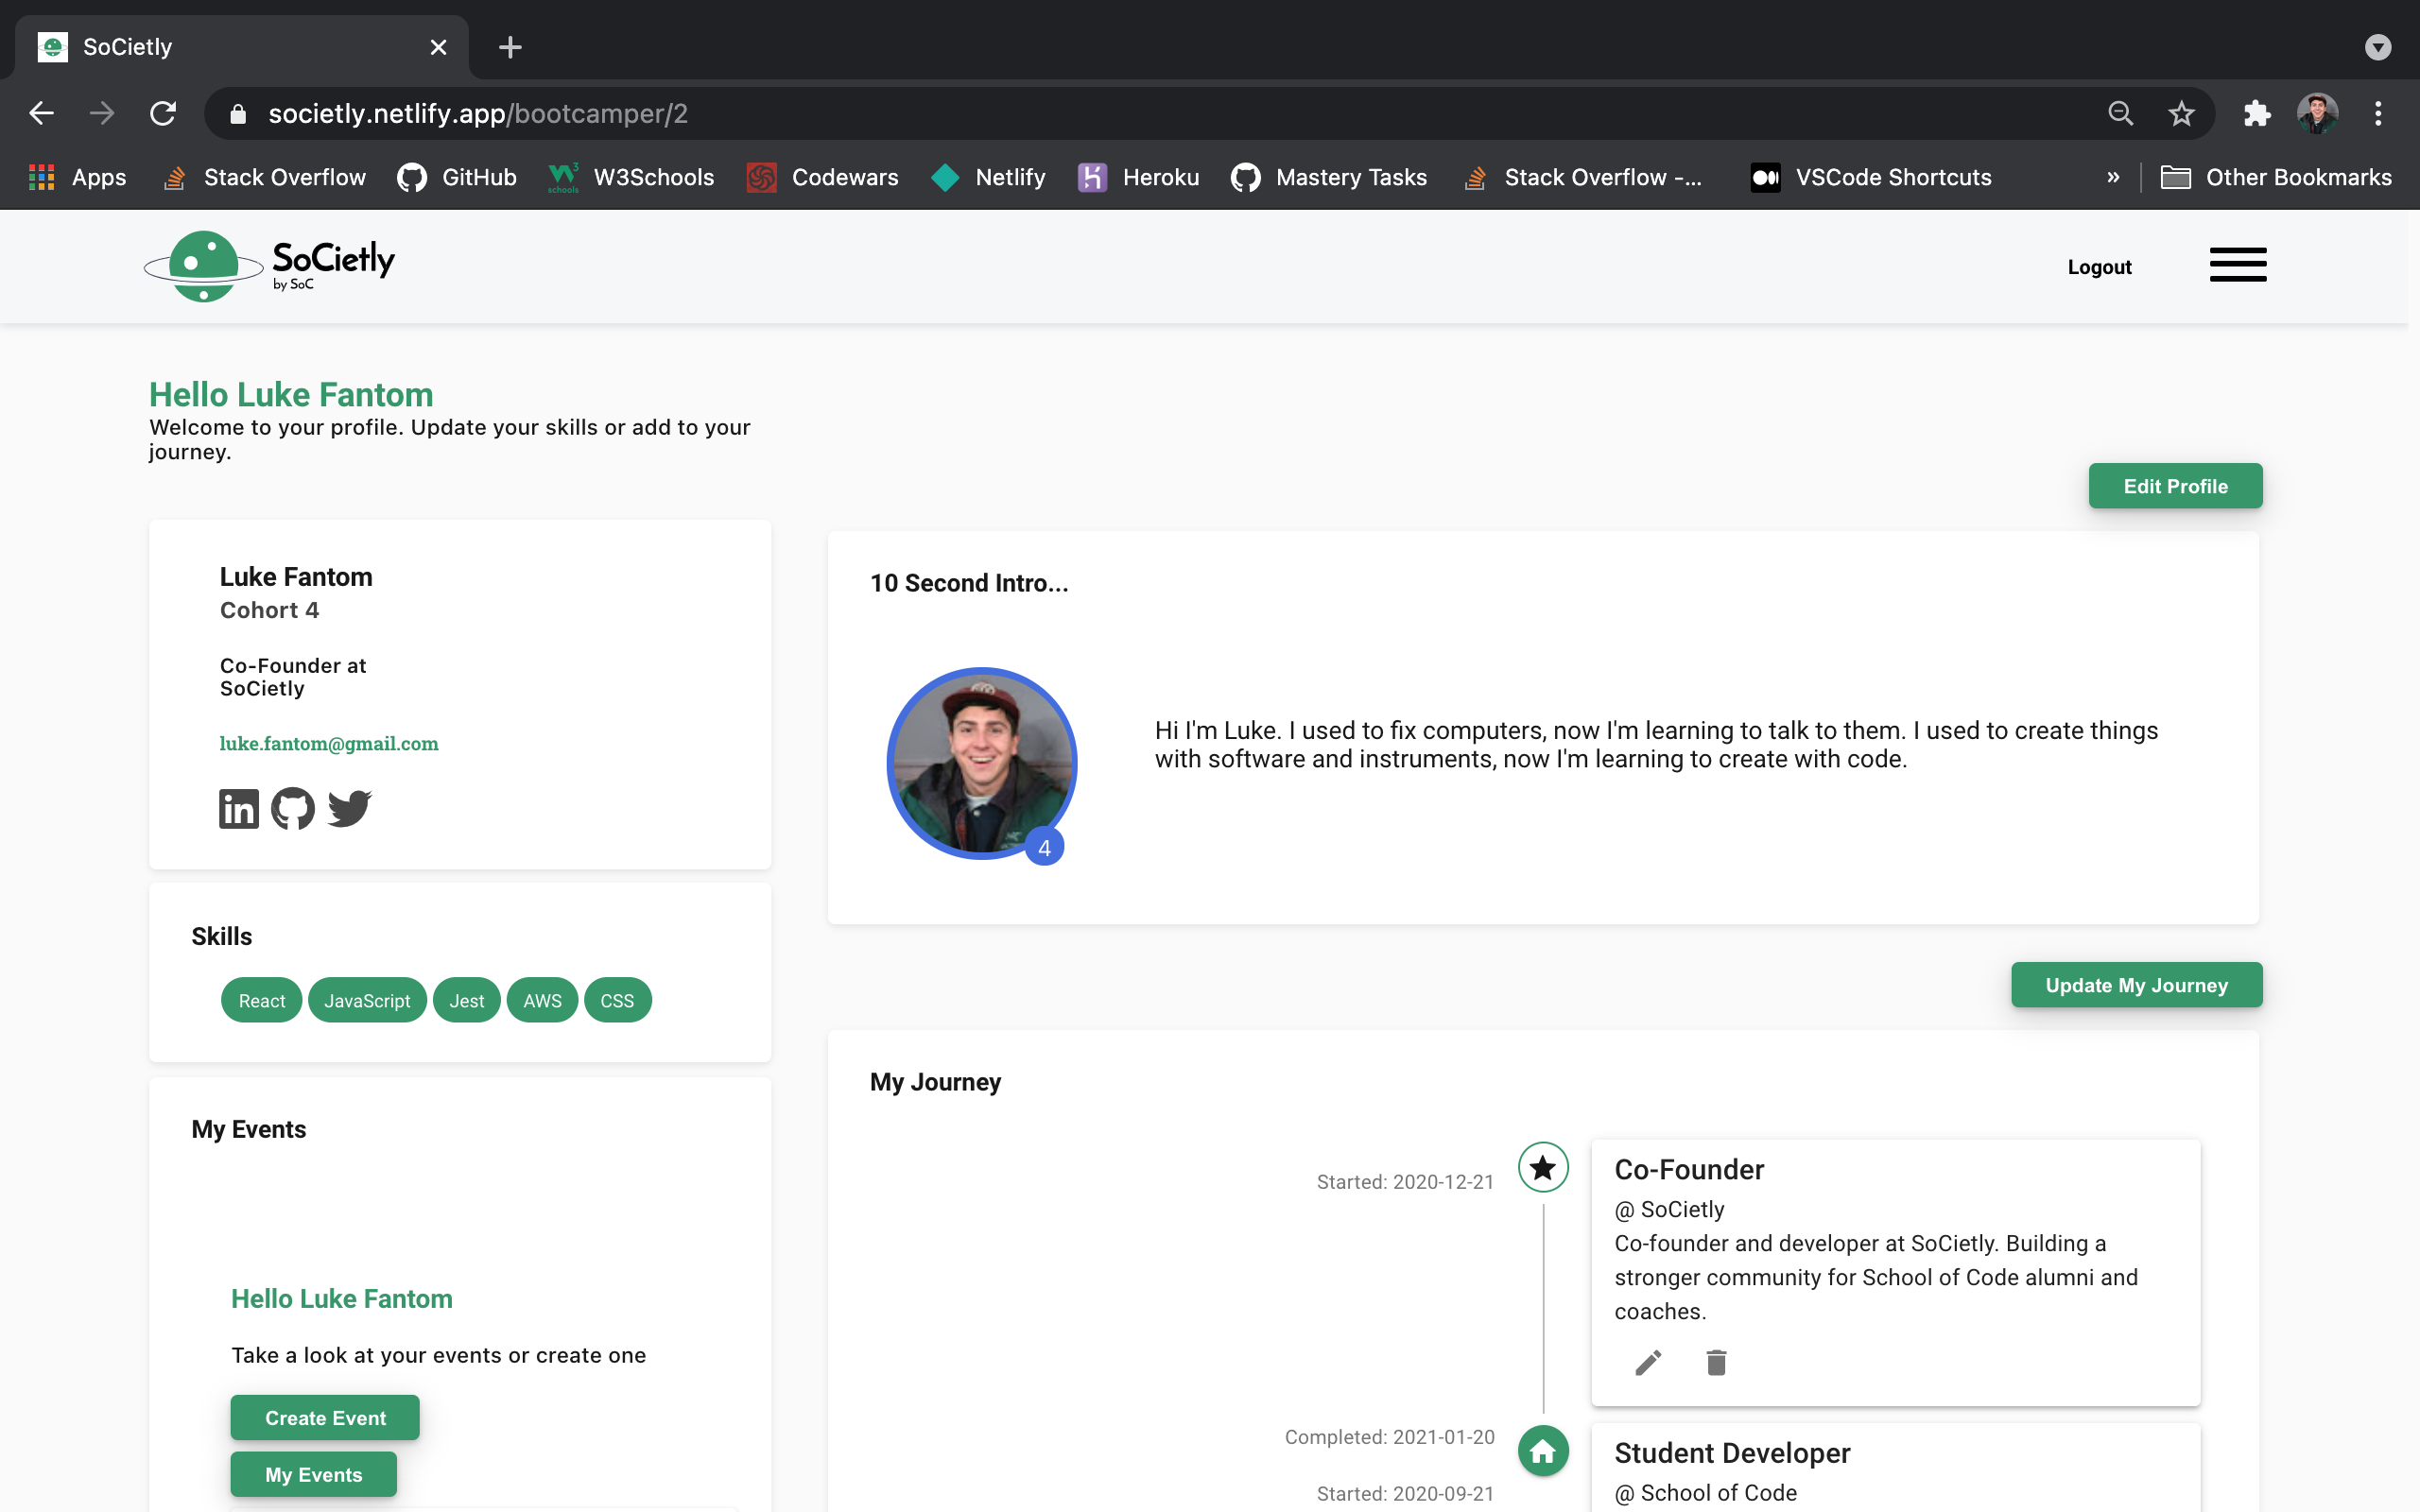 SoCietly
societly.netlify.app/bootcamper/2
Apps
Stack Overflow
GitHub
W3
schools
W3Schools
Codewars
Netlify
Heroku
Mastery Tasks
Stack Overflow -...
VSCode Shortcuts
»
Other Bookmarks
SoCietly
by SoC
Logout
Hello Luke Fantom
Welcome to your profile. Update your skills or add to your
journey.
Edit Profile
Luke Fantom
Cohort 4
Co-Founder at
SoCietly
luke.fantom@gmail.com
in
Skills
React
JavaScript
Jest
AWS
CSS
My Events
Hello Luke Fantom
Take a look at your events or create one
Create Event
My Events
10 Second Intro...
4
Hi I'm Luke. I used to fix computers, now I'm learning to talk to them. I used to create things
with software and instruments, now I'm learning to create with code.
Update My Journey
My Journey
Started: 2020-12-21
Co-Founder
@ SoCietly
Co-founder and developer at SoCietly. Building a
stronger community for School of Code alumni and
coaches.
Completed: 2021-01-20
Started: 2020-09-21
Student Developer
@ School of Code